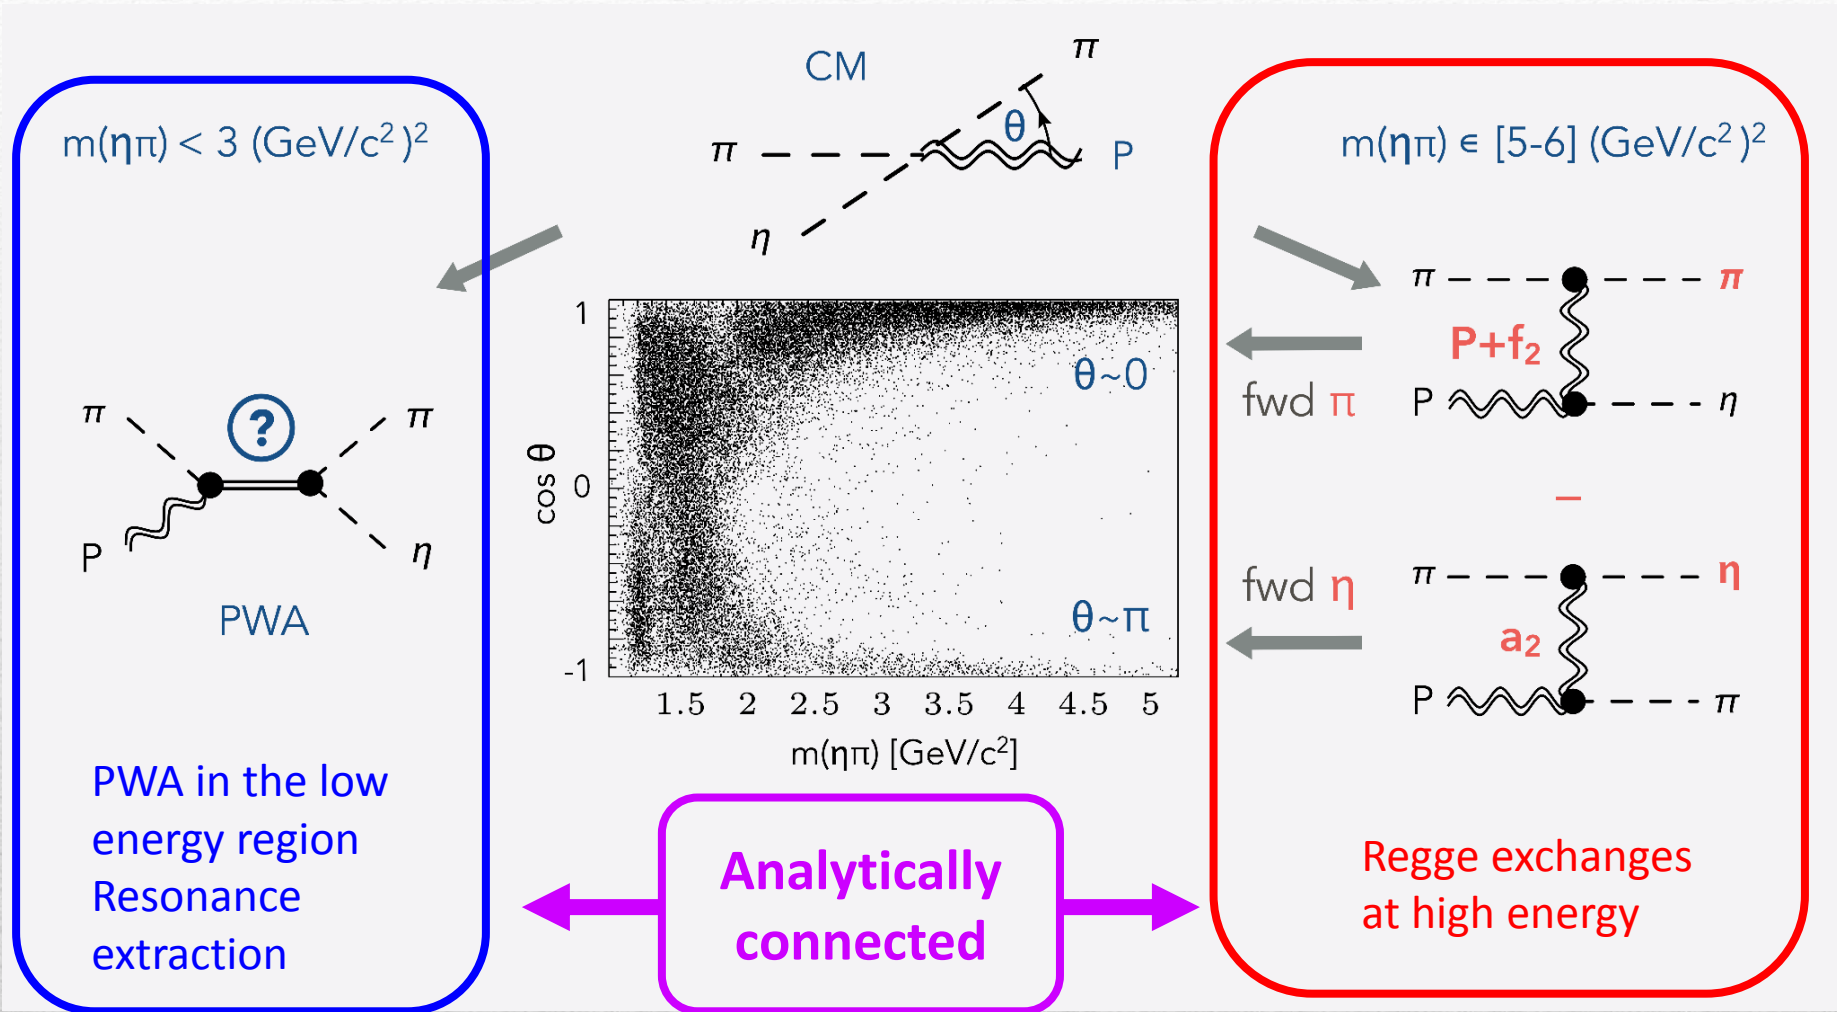 m(ηπ) < 3 (GeV/c²)²
π
P
?
π
η
PWA
PWA in the low
energy region
Resonance
extraction
CM
π
θ
π
P
η
cos θ
1
0
-1
θ~0
θ~π
1.5 2 2.5 3 3.5 4 4.5 5
m(ηπ) [GeV/c²]
Analytically
connected
m(ηπ) ∈ [5-6] (GeV/c²)²
π
π
P+f₂
fwd π
P
η
–
π
η
fwd η
a₂
P
π
Regge exchanges
at high energy